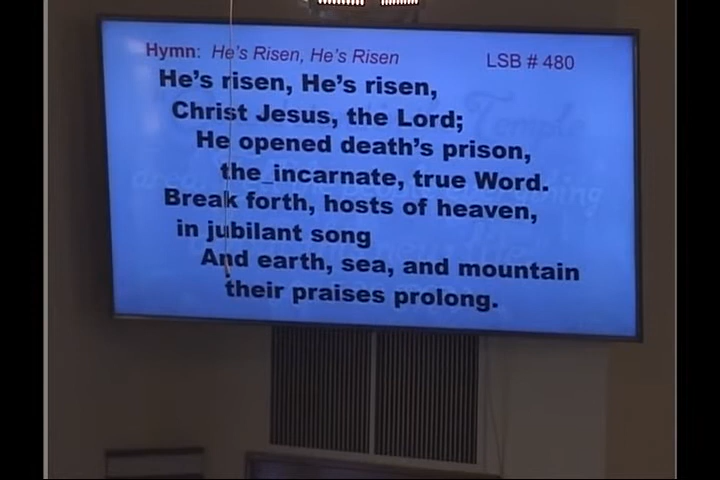 Hymn: He's Risen, He's Risen LSB # 480
He's risen, He's risen,
Christ Jesus, the Lord;
He opened death's prison,
the_incarnate, true Word.
Break forth, hosts of heaven,
in jubilant song
And earth, sea, and mountain
their praises prolong.